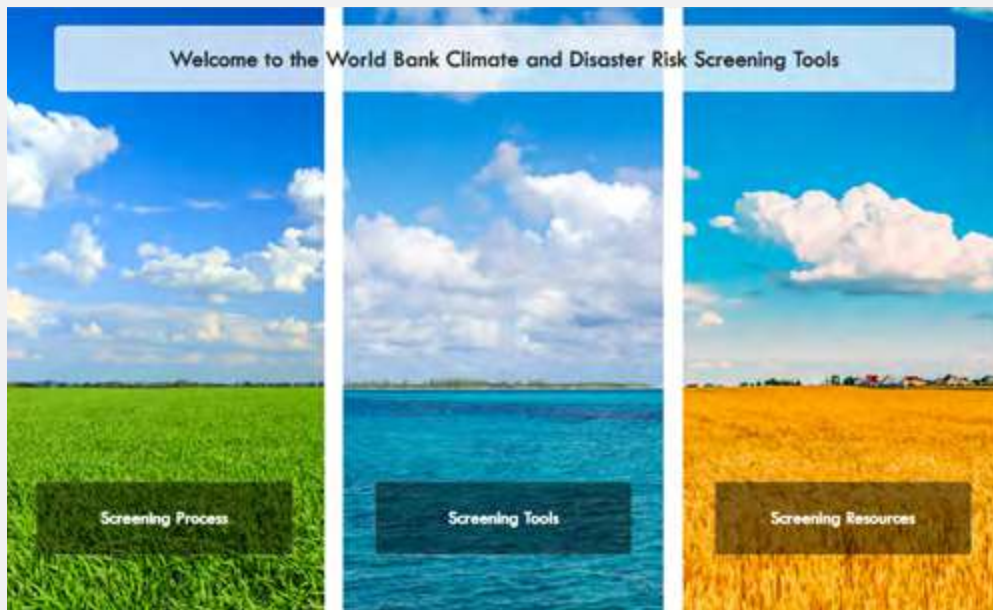 Welcome to the World Bank Climate and Disaster Risk Screening Tools
Screening Process
Screening Tools
Screening Resources